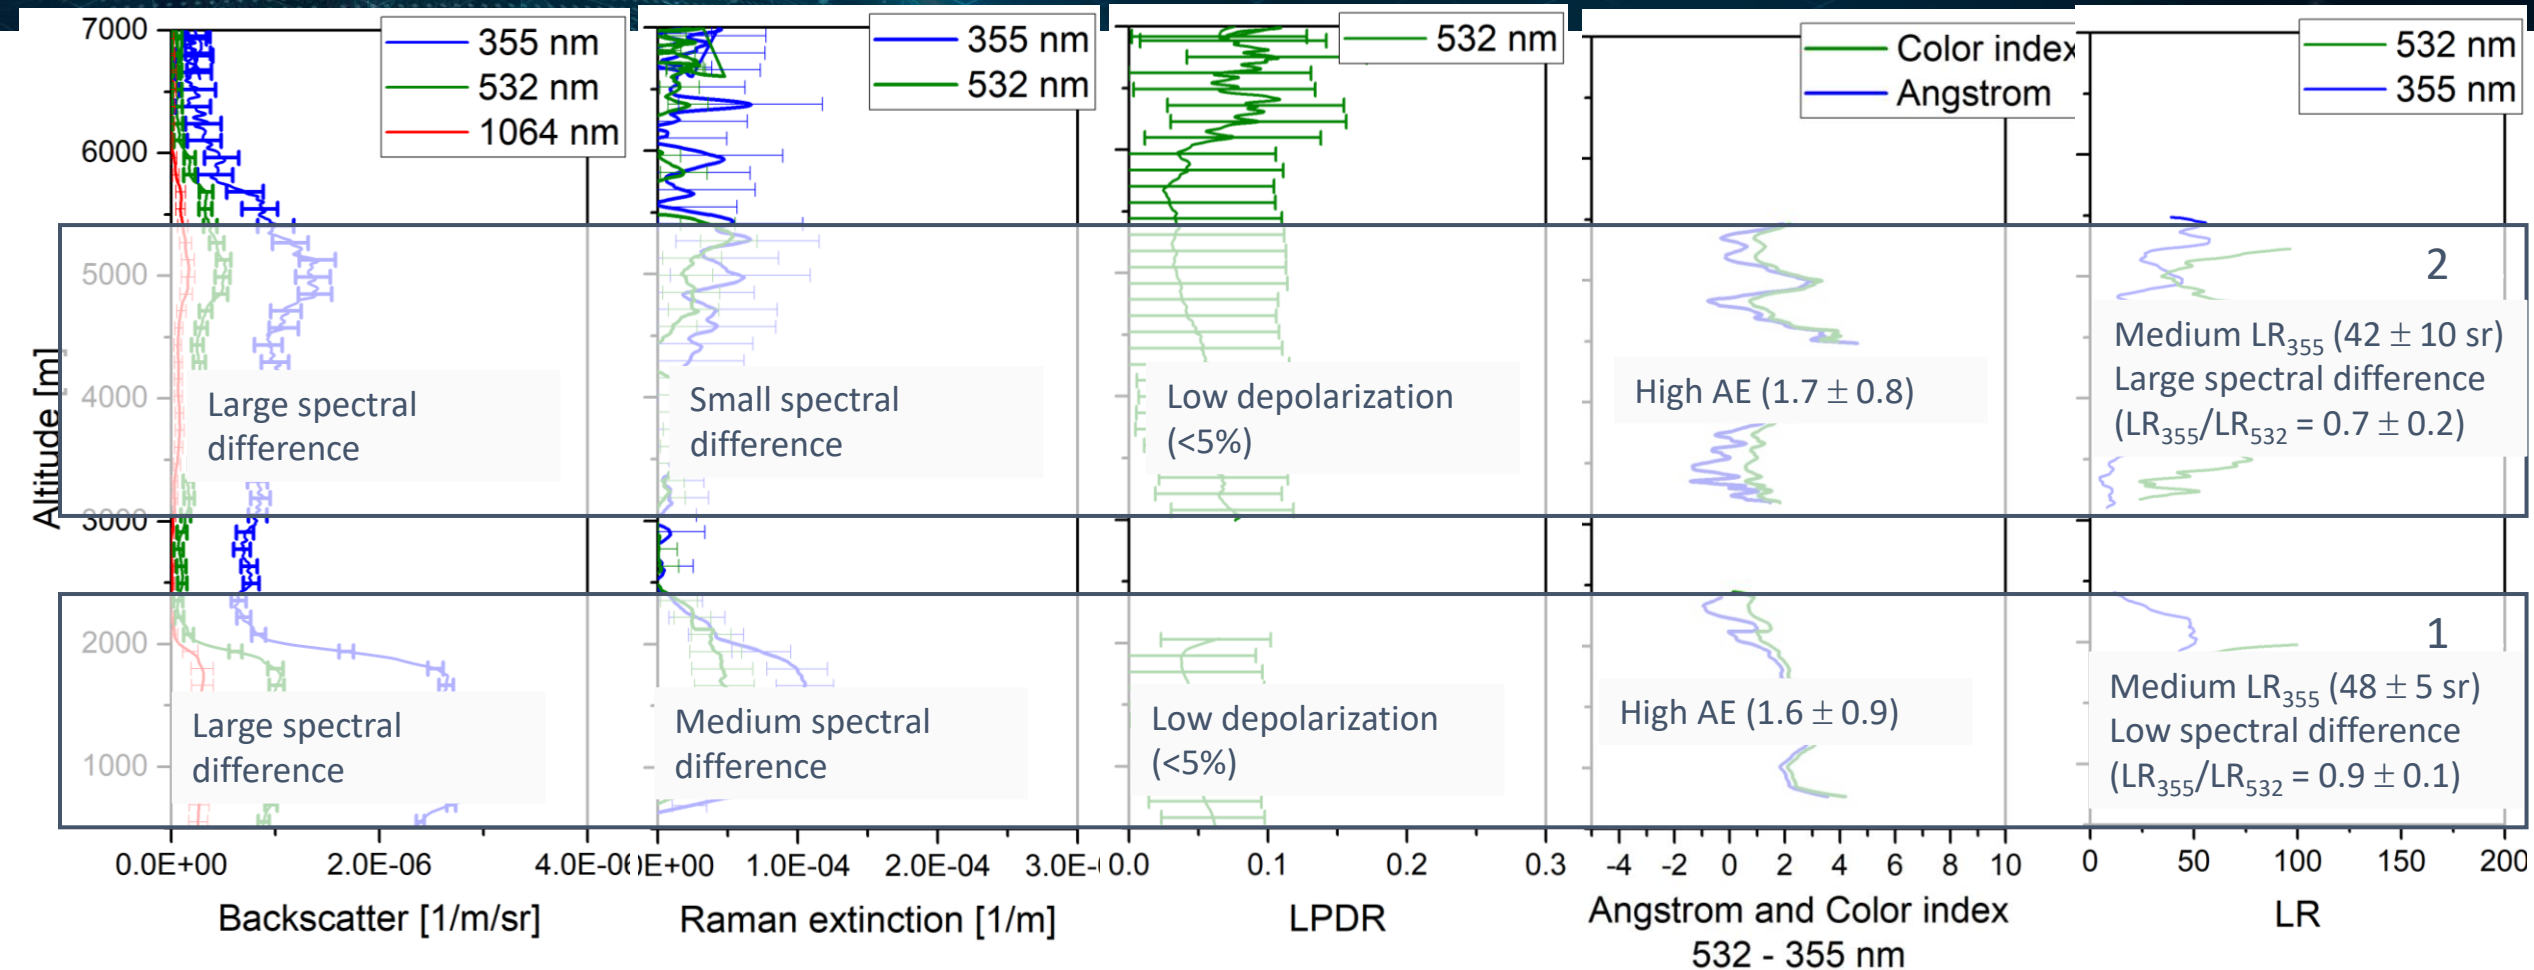 7000
6000
5000
4000
3000
2000
1000
Altitude [m]
355 nm
532 nm
1064 nm
Large spectral
difference
Large spectral
difference
0.0E+00 2.0E-06 4.0E-06
Backscatter [1/m/sr]
355 nm
532 nm
Small spectral
difference
Medium spectral
difference
0E+00 1.0E-04 2.0E-04 3.0E-
Raman extinction [1/m]
532 nm
Low depolarization
(<5%)
Low depolarization
(<5%)
0.0 0.1 0.2 0.3
LPDR
Color index
Angstrom
High AE (1.7 ± 0.8)
High AE (1.6 ± 0.9)
-4 -2 0 2 4 6 8 10
Angstrom and Color index
532 - 355 nm
532 nm
355 nm
2
Medium LR355 (42 ± 10 sr)
Large spectral difference
(LR355/LR532 = 0.7 ± 0.2)
1
Medium LR355 (48 ± 5 sr)
Low spectral difference
(LR355/LR532 = 0.9 ± 0.1)
0 50 100 150 200
LR